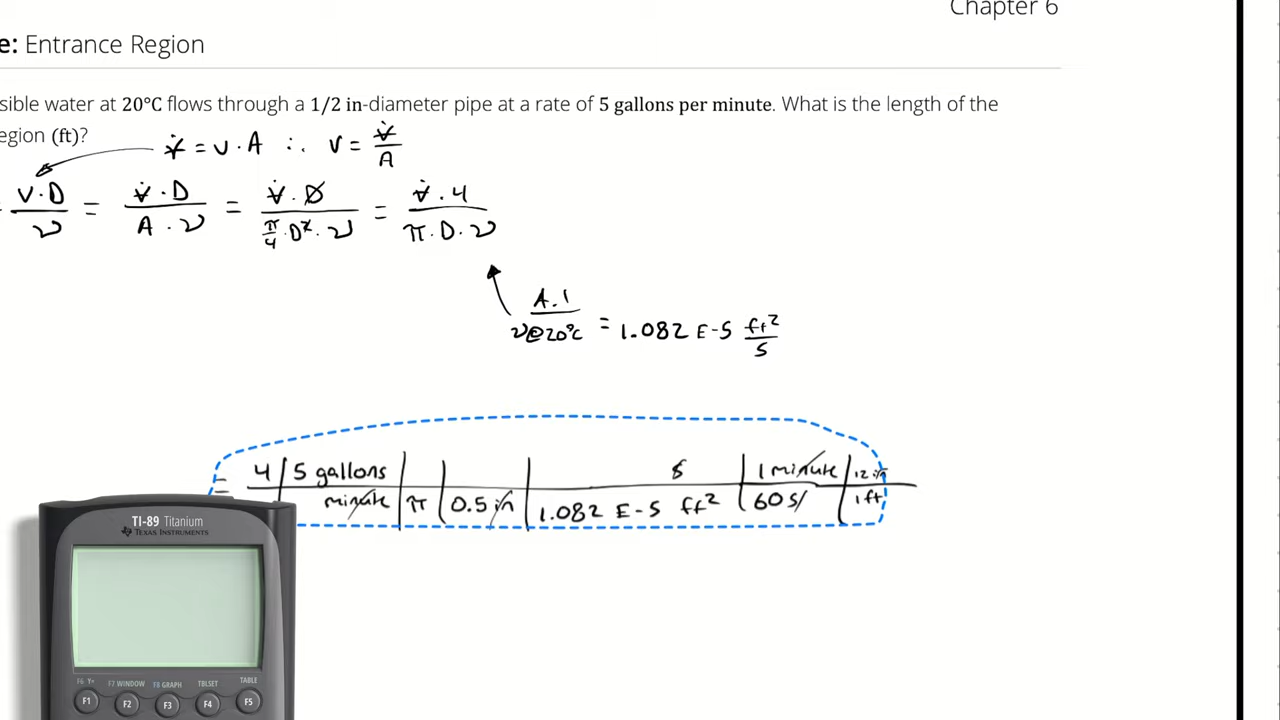 Chapter 6
e: Entrance Region
sible water at 20°C flows through a 1/2 in-diameter pipe at a rate of 5 gallons per minute. What is the length of the
egion (ft)?
V̇ = v · A ∴ v = V̇/A
v·D/ν = V̇·D/A·ν = V̇·D/π/4·D²·ν = V̇·4/π·D·ν
A.1
ν@20°C = 1.082 E-5 ft²/s
= 4 | 5 gallons | | | s | 1 minute | 12 in
minute | π | 0.5 in | 1.082 E-5 ft² | 60 s | 1 ft
TI-89 Titanium
TEXAS INSTRUMENTS
F6 Y= F7 WINDOW F8 GRAPH TBLSET TABLE
F1 F2 F3 F4 F5